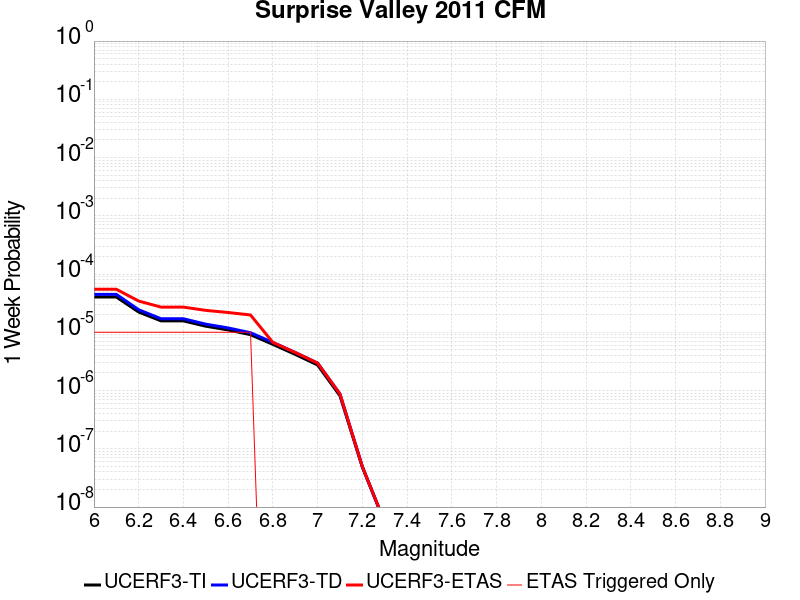 Surprise Valley 2011 CFM
10^0
10^-1
10^-2
10^-3
10^-4
10^-5
10^-6
10^-7
10^-8
1 Week Probability
6 6.2 6.4 6.6 6.8 7 7.2 7.4 7.6 7.8 8 8.2 8.4 8.6 8.8 9
Magnitude
UCERF3-TI UCERF3-TD UCERF3-ETAS ETAS Triggered Only